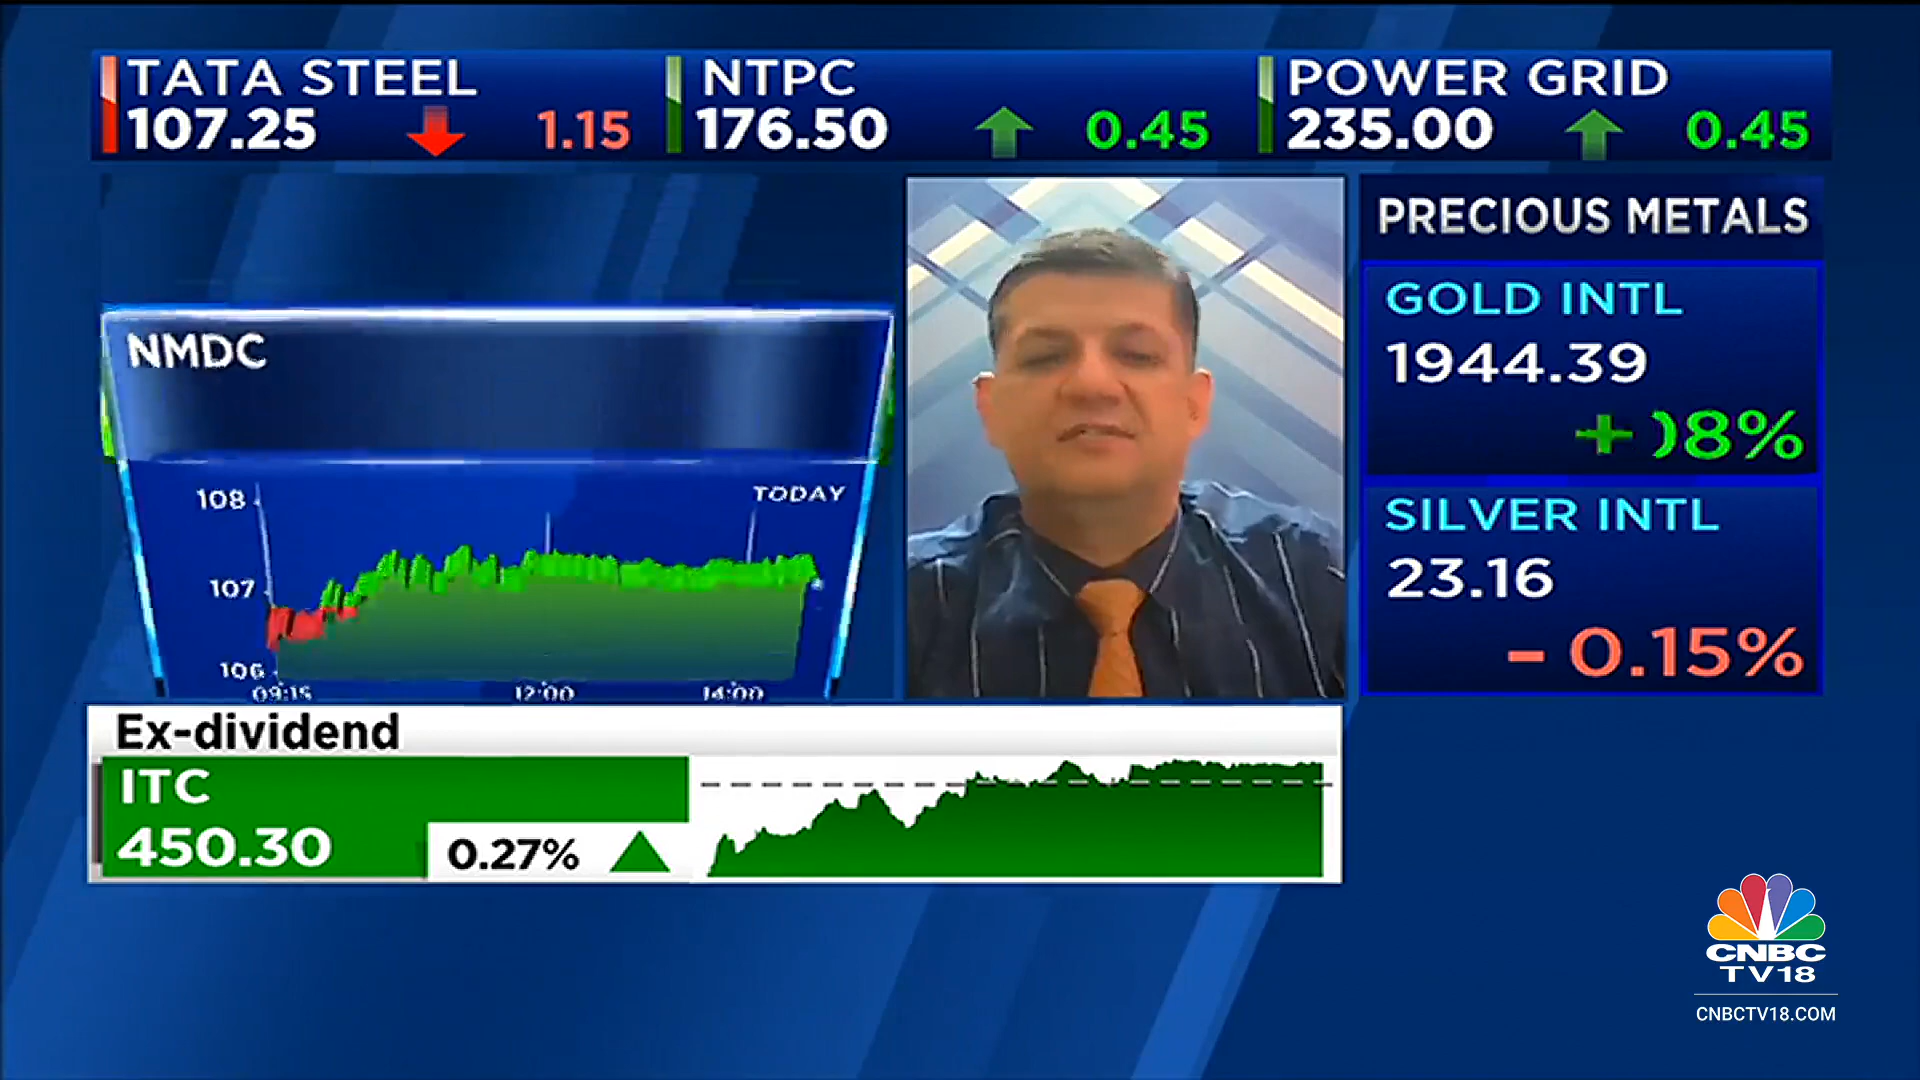 TATA STEEL
107.25 1.15
NTPC
176.50 0.45
POWER GRID
235.00 0.45
NMDC
TODAY
108
107
106
09:15 12:00 14:00
PRECIOUS METALS
GOLD INTL
1944.39
SILVER INTL
23.16
- 0.15%
Ex-dividend
ITC
450.30
0.27%
CNBC
TV18
CNBCTV18.COM